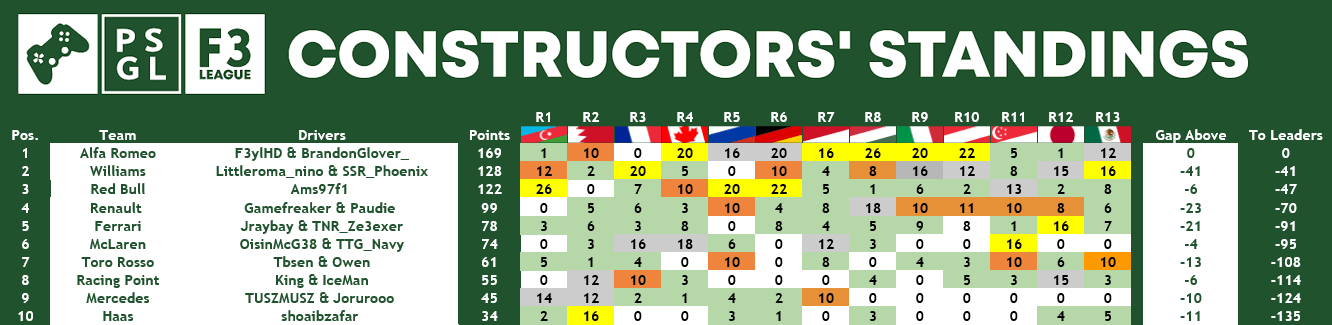 PS
GL
F3
LEAGUE
CONSTRUCTORS' STANDINGS
R1 R2 R3 R4 R5 R6 R7 R8 R9 R10 R11 R12 R13
Pos. Team Drivers Points Gap Above To Leaders
1 Alfa Romeo F3ylHD & BrandonGlover_ 169 1 10 0 20 16 20 16 26 20 22 5 1 12 0 0
2 Williams Littleroma_nino & SSR_Phoenix 128 12 2 20 5 0 10 4 8 16 12 8 15 16 -41 -41
3 Red Bull Ams97f1 122 26 0 7 10 20 22 5 1 6 2 13 2 8 -6 -47
4 Renault Gamefreaker & Paudie 99 0 5 6 3 10 4 8 18 10 11 10 8 6 -23 -70
5 Ferrari Jraybay & TNR_Ze3exer 78 3 6 3 8 0 8 4 5 9 8 1 16 7 -21 -91
6 McLaren OisinMcG38 & TTG_Navy 74 0 3 16 18 6 0 12 3 0 0 16 0 0 -4 -95
7 Toro Rosso Tbsen & Owen 61 5 1 4 0 10 0 8 0 4 3 10 6 10 -13 -108
8 Racing Point King & IceMan 55 0 12 10 3 0 0 0 4 0 5 3 15 3 -6 -114
9 Mercedes TUSZMUSZ & Jorurooo 45 14 12 2 1 4 2 10 0 0 0 0 0 0 -10 -124
10 Haas shoaibzafar 34 2 16 0 0 3 1 0 0 0 0 0 4 5 -11 -135